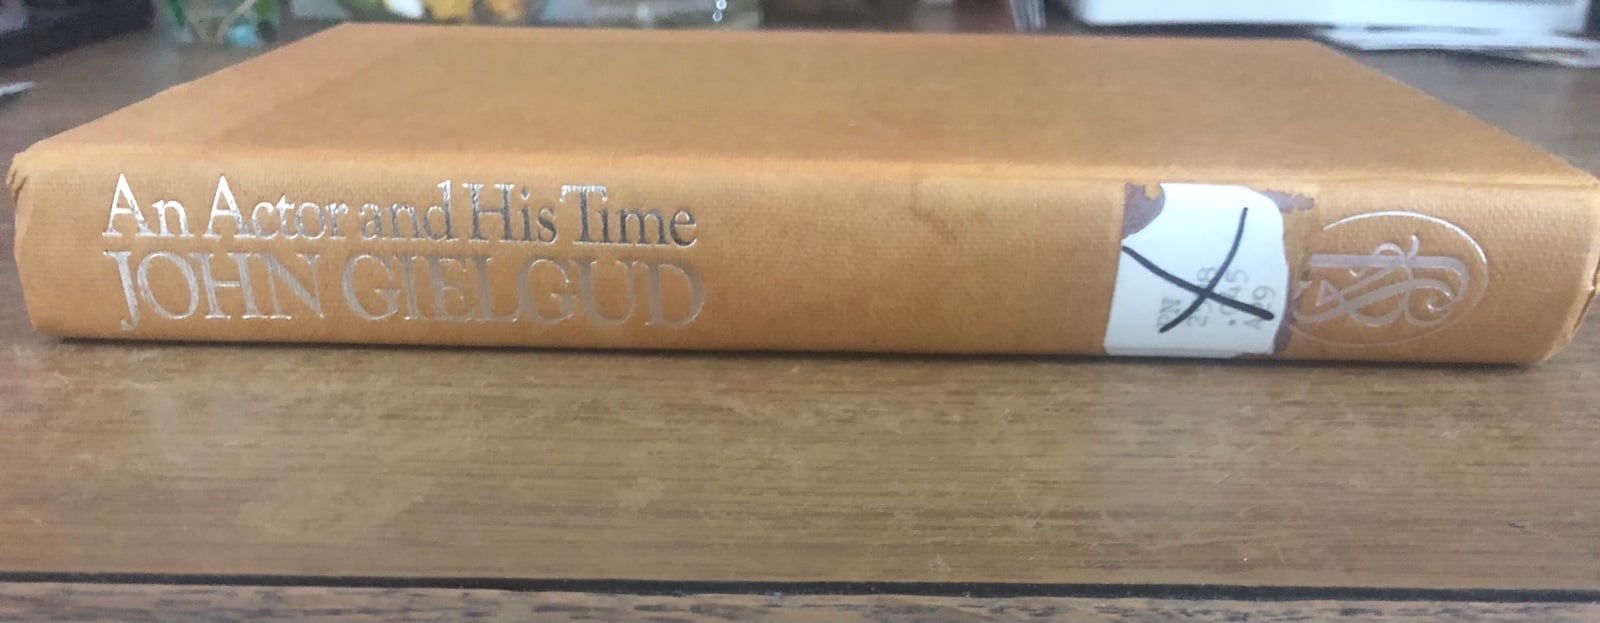 An Actor and His Time
JOHN GIELGUD
PN
2598
.G45
A29